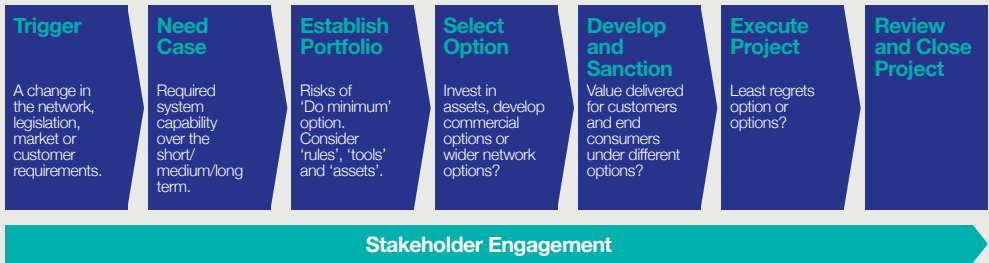 Trigger
A change in
the network,
legislation,
market or
customer
requirements.
Need
Case
Required
system
capability
over the
short/
medium/long
term.
Establish
Portfolio
Risks of
‘Do minimum’
option.
Consider
‘rules’, ‘tools’
and ‘assets’.
Select
Option
Invest in
assets, develop
commercial
options or
wider network
options?
Develop
and
Sanction
Value delivered
for customers
and end
consumers
under different
options?
Execute
Project
Least regrets
option or
options?
Review
and Close
Project
Stakeholder Engagement